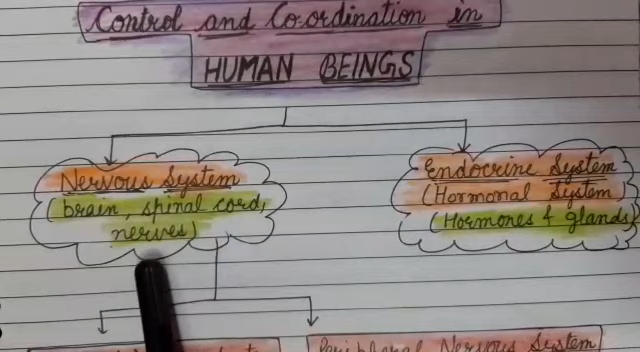 Control and Co-ordination in
HUMAN BEINGS
Nervous System
(brain, spinal cord,
nerves)
Endocrine System
(Hormonal System)
(Hormones & glands)
Peripheral Nervous System